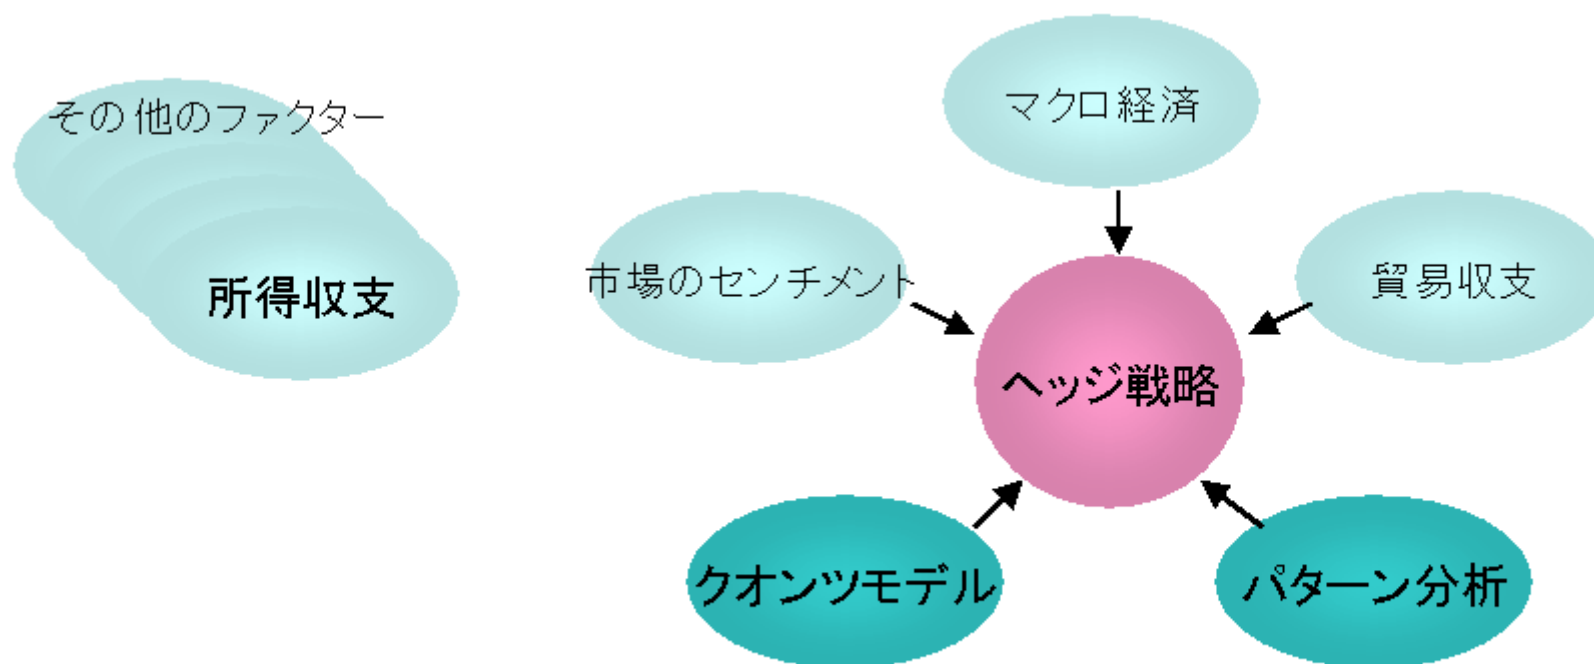 その他のファクター
所得収支
マクロ経済
市場のセンチメント
貿易収支
ヘッジ戦略
クオンツモデル
パターン分析